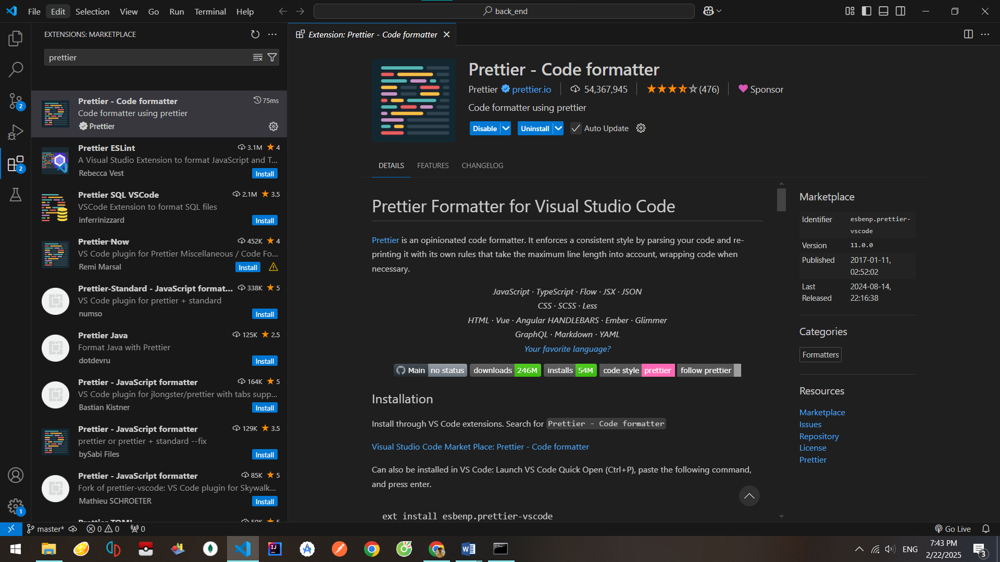 File Edit Selection View Go Run Terminal Help
back_end
EXTENSIONS: MARKETPLACE
prettier
Prettier - Code formatter 75ms
Code formatter using prettier
Prettier
Prettier ESLint 3.1M 4
A Visual Studio Extension to format JavaScript and T...
Rebecca Vest Install
Prettier SQL VSCode 2.1M 3.5
VSCode Extension to format SQL files
inferrinizzard Install
Prettier Now 452K 4
VS Code plugin for Prettier Miscellaneous / Code Fo...
Remi Marsal Install
Prettier-Standard - JavaScript format... 338K 5
VS Code plugin for prettier + standard
numso Install
Prettier Java 125K 2.5
Format Java with Prettier
dotdevru Install
Prettier - JavaScript formatter 164K 5
VS Code plugin for jlongster/prettier with tabs supp...
Bastian Kistner Install
Prettier - JavaScript formatter 129K 3.5
prettier or prettier + standard --fix
bySabi Files Install
Prettier - JavaScript formatter 85K 5
Fork of prettier-vscode: VS Code plugin for Skywalk...
Mathieu SCHROETER Install
Prettier TOML 59K 5
2
2
1
Extension: Prettier - Code formatter
Prettier - Code formatter
Prettier prettier.io 54,367,945 (476) Sponsor
Code formatter using prettier
Disable Uninstall Auto Update
DETAILS FEATURES CHANGELOG
Prettier Formatter for Visual Studio Code
Prettier is an opinionated code formatter. It enforces a consistent style by parsing your code and re-
printing it with its own rules that take the maximum line length into account, wrapping code when
necessary.
JavaScript · TypeScript · Flow · JSX · JSON
CSS · SCSS · Less
HTML · Vue · Angular HANDLEBARS · Ember · Glimmer
GraphQL · Markdown · YAML
Your favorite language?
Main no status downloads 246M installs 54M code style prettier follow prettier
Installation
Install through VS Code extensions. Search for Prettier - Code formatter
Visual Studio Code Market Place: Prettier - Code formatter
Can also be installed in VS Code: Launch VS Code Quick Open (Ctrl+P), paste the following command,
and press enter.
ext install esbenp.prettier-vscode
Marketplace
Identifier esbenp.prettier-
vscode
Version 11.0.0
Published 2017-01-11,
02:52:02
Last 2024-08-14,
Released 22:16:38
Categories
Formatters
Resources
Marketplace
Issues
Repository
License
Prettier
master* 0 0 0 Go Live
ENG 7:43 PM
2/22/2025 3